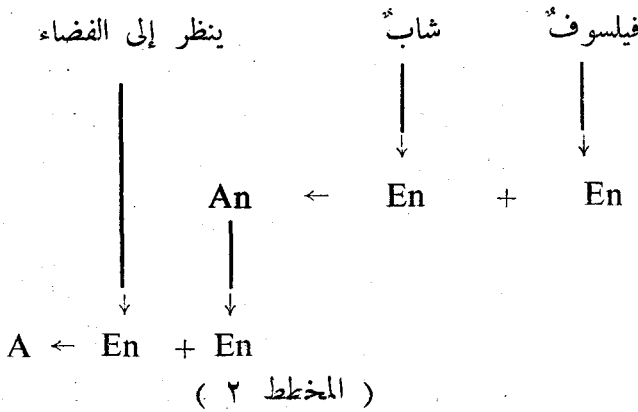 فيلسوفٌ شابٌ ينظر إلى الفضاء
En + En ← An
En + En ← A
( المخطط ٢ )